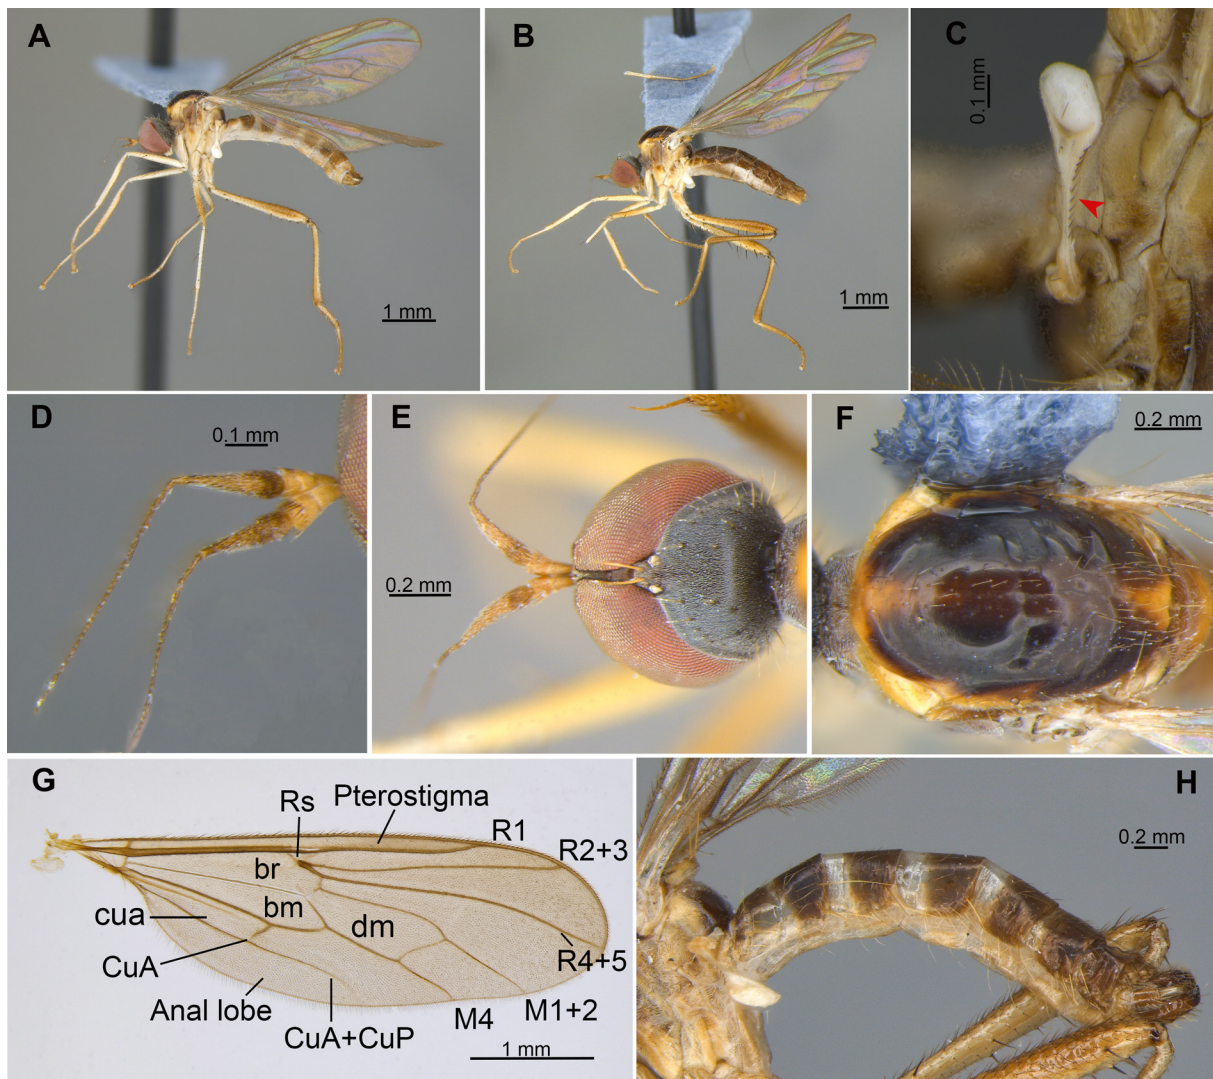 A
1 mm
B
1 mm
C
0.1 mm
D
0.1 mm
E
0.2 mm
F
0.2 mm
G
Rs
Pterostigma
R1
R2+3
br
bm
cua
dm
CuA
R4+5
Anal lobe
CuA+CuP
M4
M1+2
1 mm
H
0.2 mm